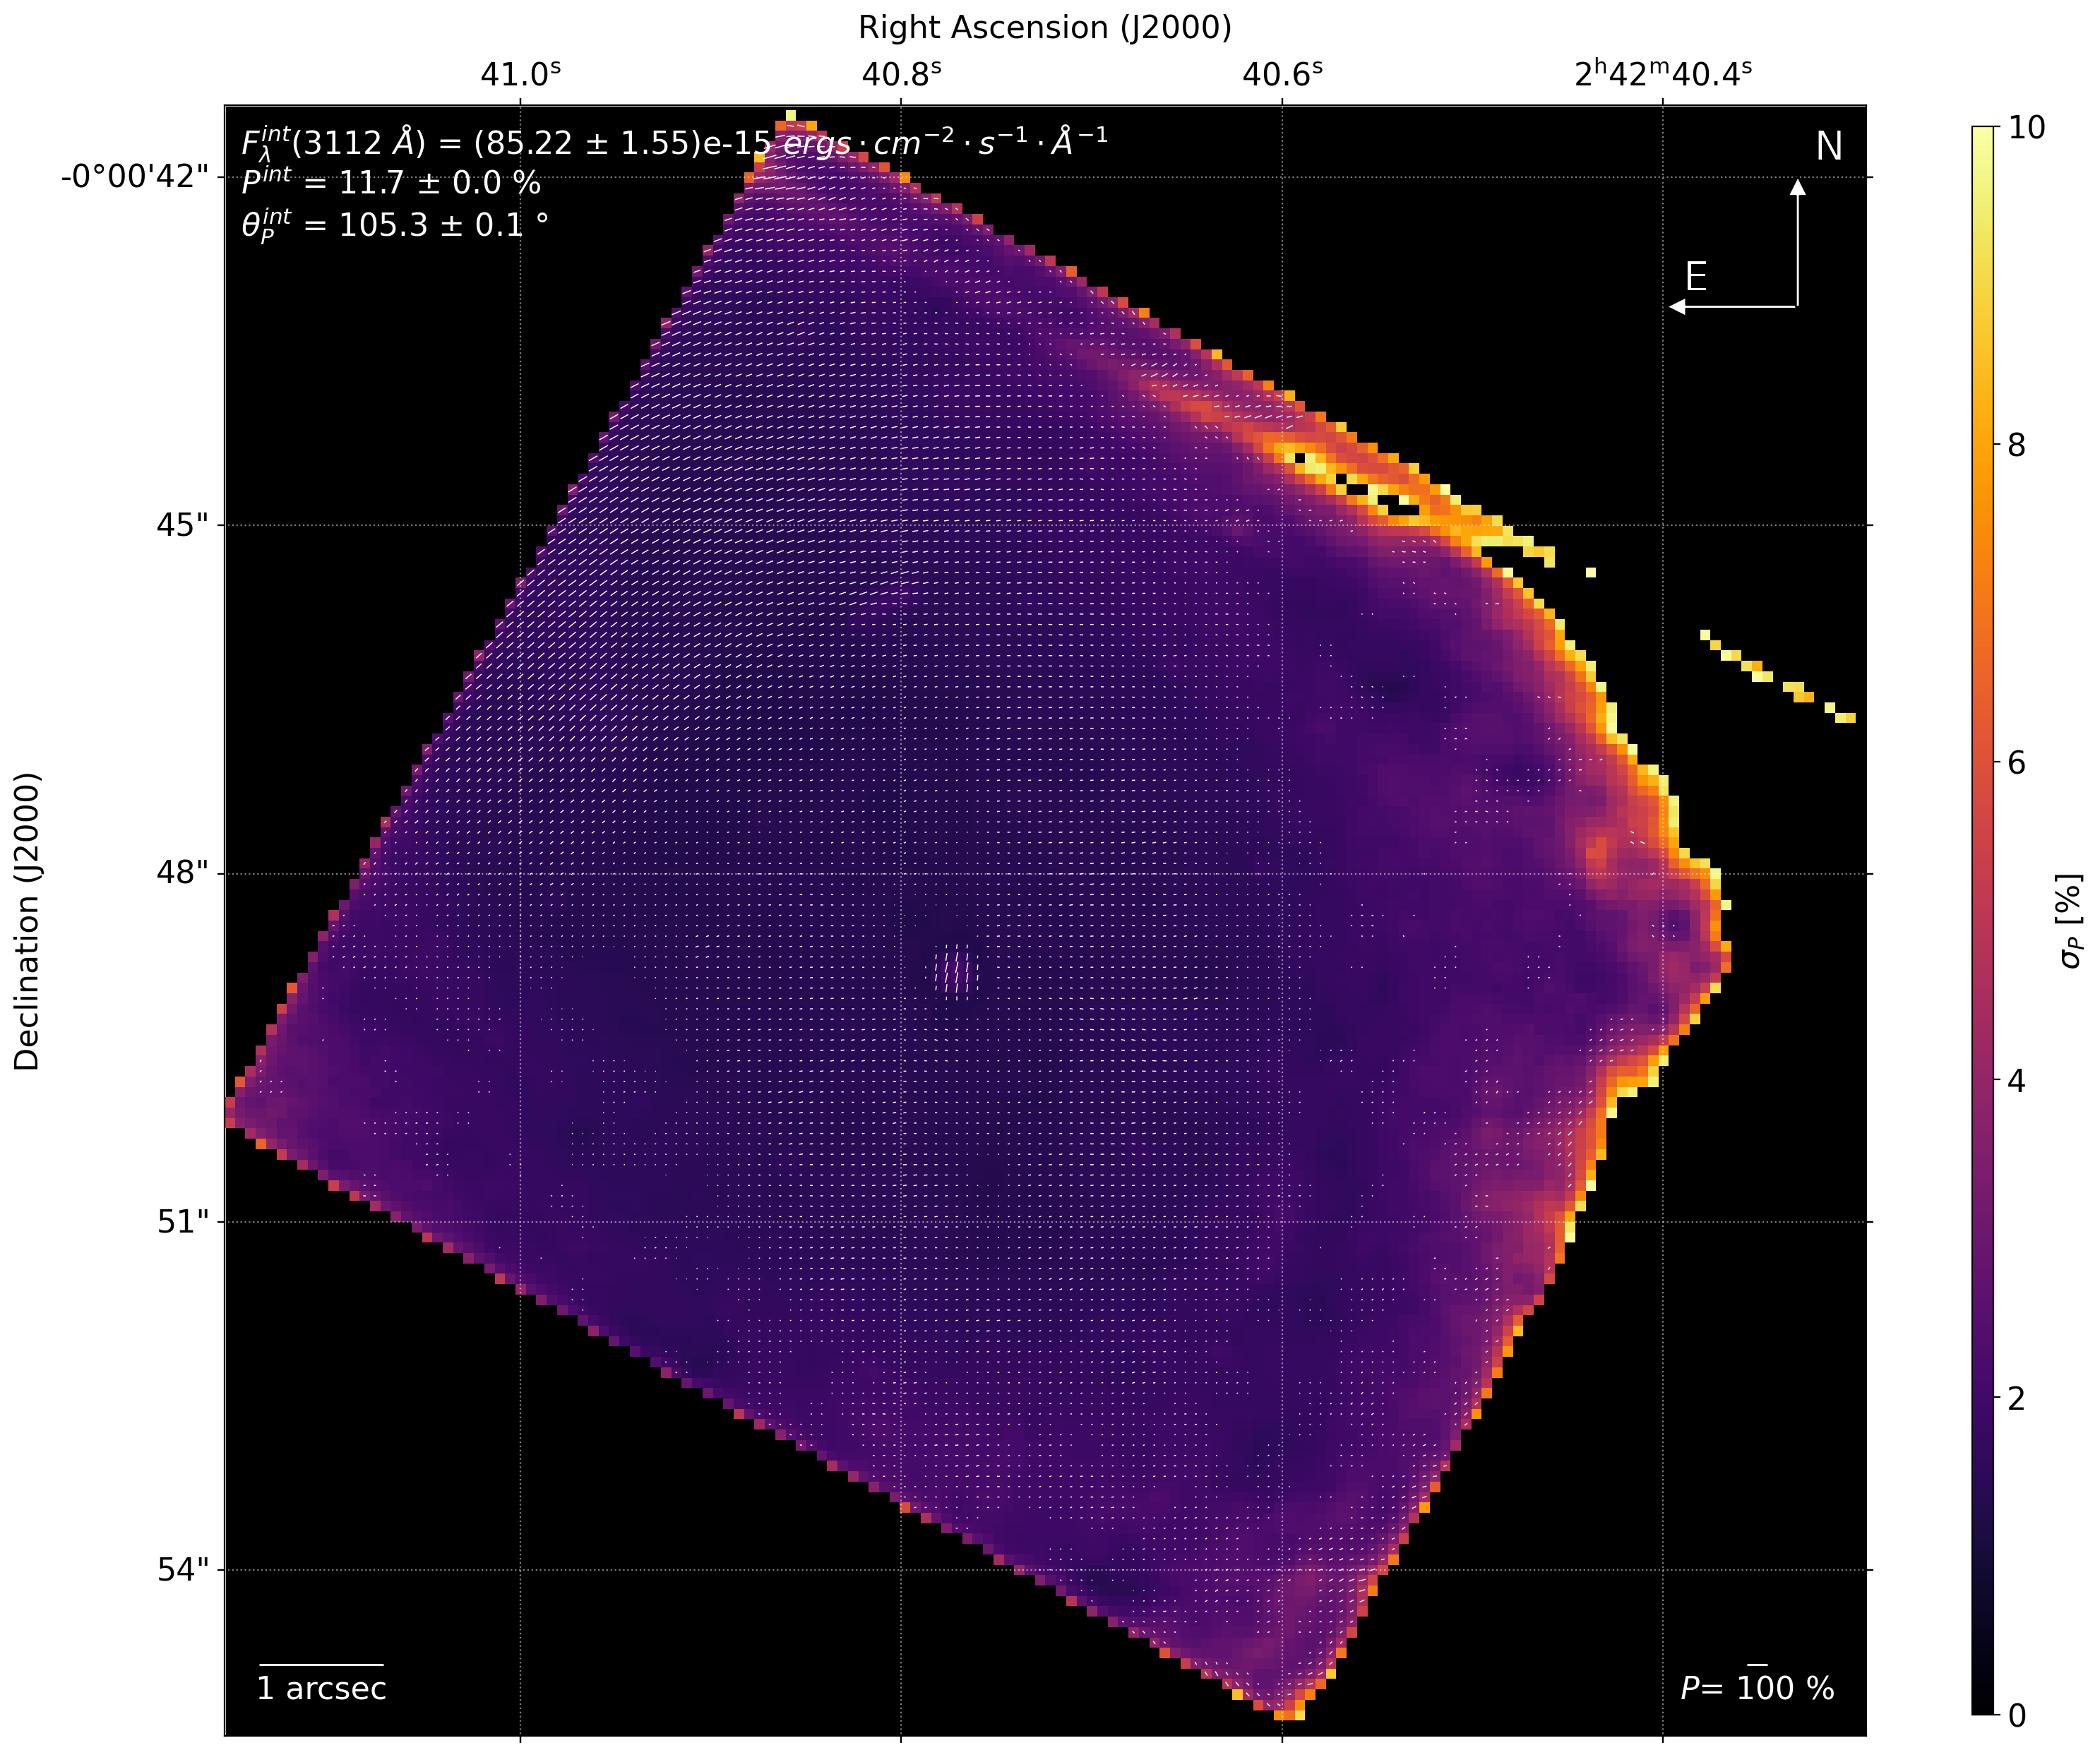 Right Ascension (J2000)
41.0ˢ 40.8ˢ 40.6ˢ 2ʰ42ᵐ40.4ˢ
F_λ^int(3112 Å) = (85.22 ± 1.55)e-15 ergs · cm⁻² · s⁻¹ · Å⁻¹
P^int = 11.7 ± 0.0 %
θ_P^int = 105.3 ± 0.1 °
N
E
-0°00'42"
45"
48"
51"
54"
Declination (J2000)
1 arcsec
P= 100 %
10
8
6
4
2
0
σ_P [%]